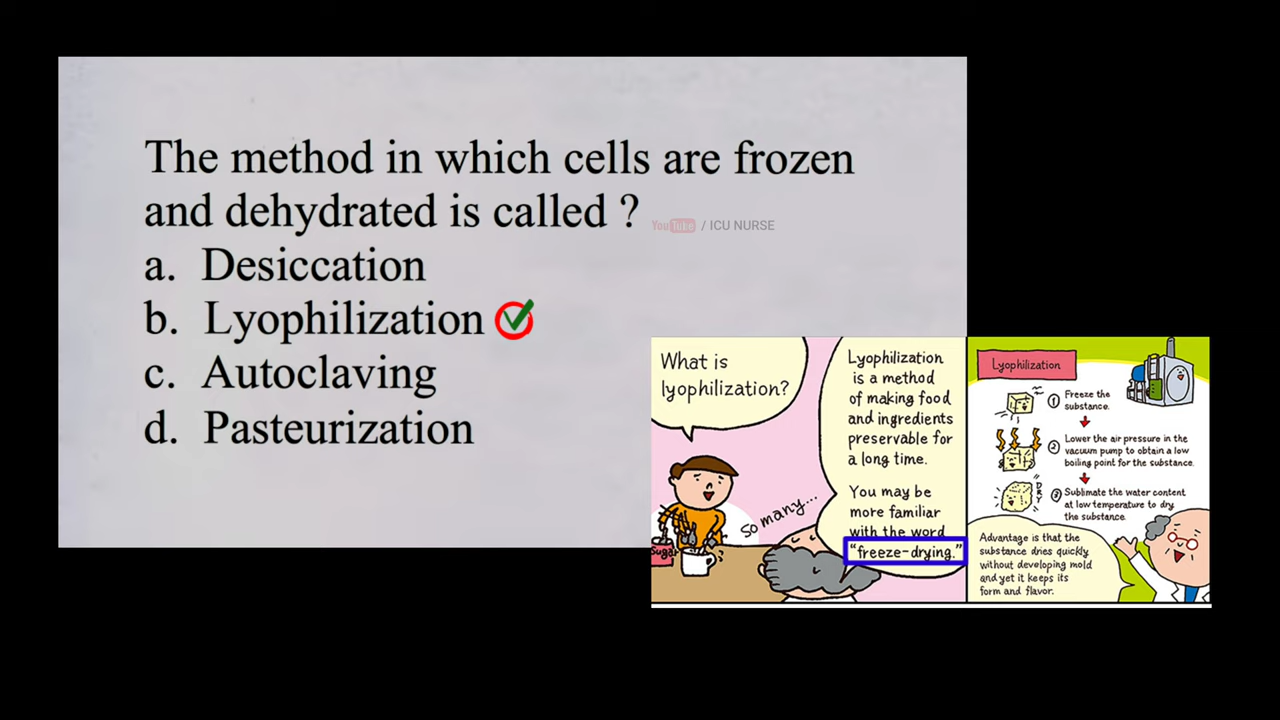 The method in which cells are frozen
and dehydrated is called ?
YouTube / ICU NURSE
a. Desiccation
b. Lyophilization
c. Autoclaving
d. Pasteurization
What is
lyophilization?
so many...
Sugar
Lyophilization
is a method
of making food
and ingredients
preservable for
a long time.
You may be
more familiar
with the word
"freeze-drying."
Lyophilization
1 Freeze the
substance.
2 Lower the air pressure in the
vacuum pump to obtain a low
boiling point for the substance.
DRY
3 Sublimate the water content
at low temperature to dry
the substance.
Advantage is that the
substance dries quickly
without developing mold
and yet it keeps its
form and flavor.